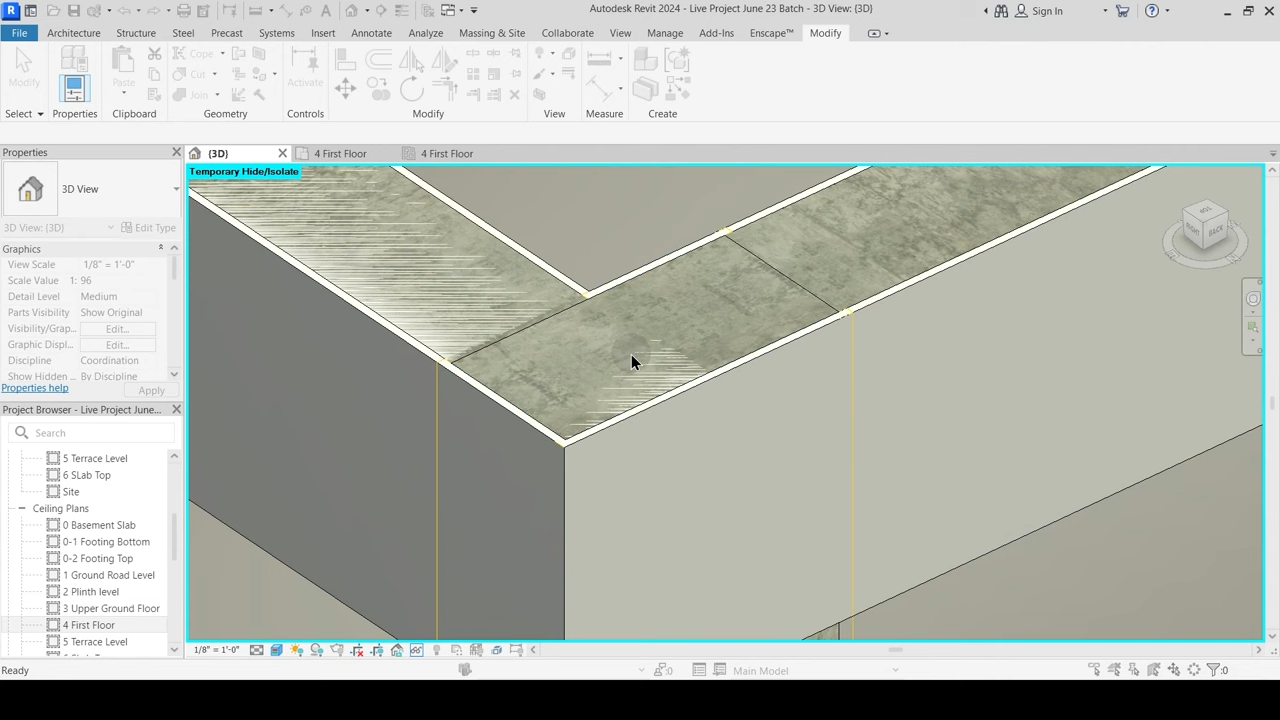 Autodesk Revit 2024 - Live Project June 23 Batch - 3D View: {3D}
Sign In
File Architecture Structure Steel Precast Systems Insert Annotate Analyze Massing & Site Collaborate View Manage Add-Ins Enscape™ Modify
Modify Paste Cope Cut Join Activate
Select Properties Clipboard Geometry Controls Modify View Measure Create
Properties
{3D} 4 First Floor 4 First Floor
Temporary Hide/Isolate
3D View
3D View: {3D} Edit Type
Graphics
View Scale 1/8" = 1'-0"
Scale Value 1: 96
Detail Level Medium
Parts Visibility Show Original
Visibility/Grap... Edit...
Graphic Displ... Edit...
Discipline Coordination
Show Hidden ... By Discipline
Properties help Apply
Project Browser - Live Project June...
Search
5 Terrace Level
6 SLab Top
Site
Ceiling Plans
0 Basement Slab
0-1 Footing Bottom
0-2 Footing Top
1 Ground Road Level
2 Plinth level
3 Upper Ground Floor
4 First Floor
5 Terrace Level
RIGHT BACK
1/8" = 1'-0"
Ready :0 Main Model :0